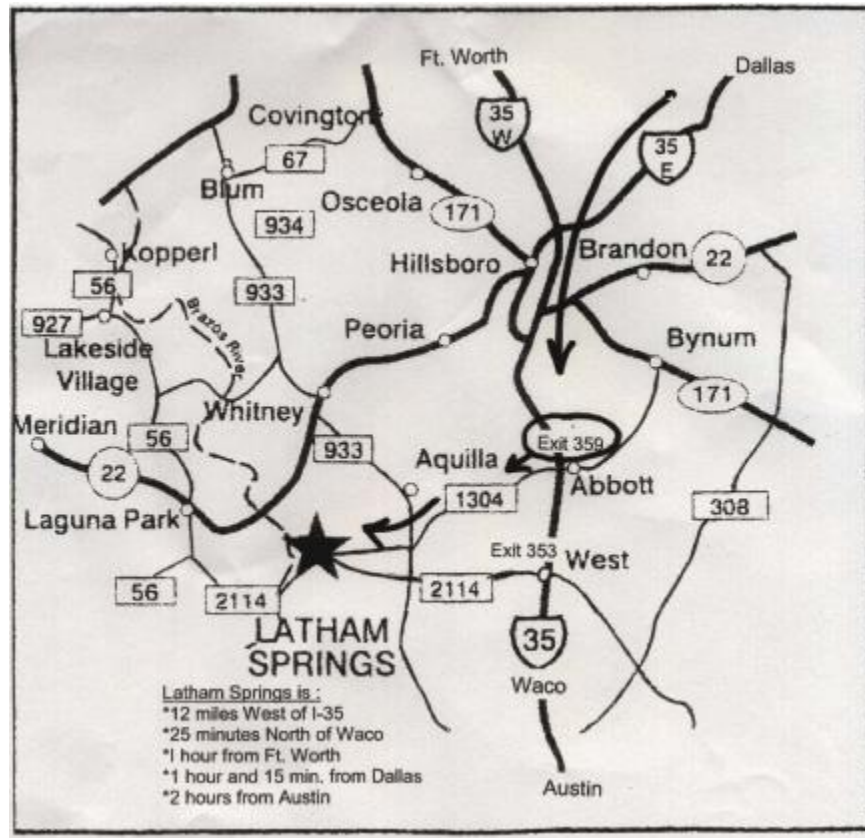 Ft. Worth
Dallas
35
W
35
E
Covington
67
Blum
Osceola
171
934
Hillsboro
Brandon
22
Kopperl
56
933
927
Brazos River
Peoria
Bynum
Lakeside
Village
171
Whitney
Meridian
56
933
Exit 359
Aquilla
22
Abbott
1304
308
Laguna Park
Exit 353
West
56
2114
2114
LATHAM
SPRINGS
35
Waco
Latham Springs is :
*12 miles West of I-35
*25 minutes North of Waco
*I hour from Ft. Worth
*1 hour and 15 min. from Dallas
*2 hours from Austin
Austin